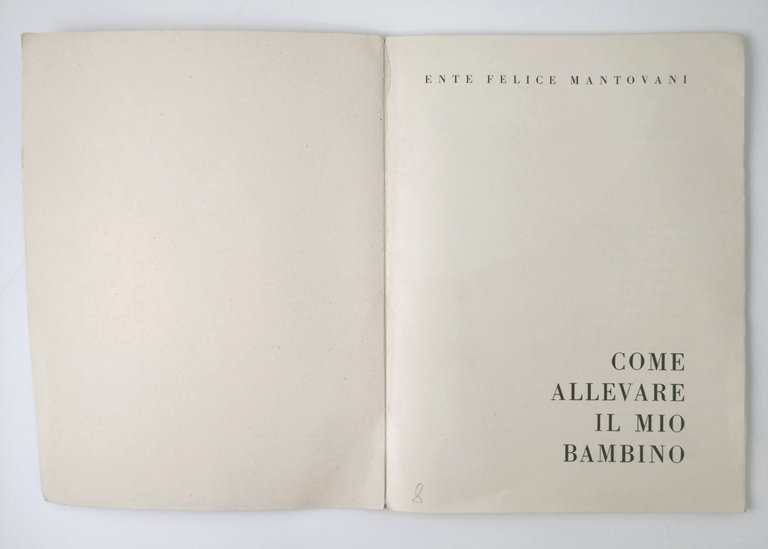 ENTE FELICE MANTOVANI
COME
ALLEVARE
IL MIO
BAMBINO
8